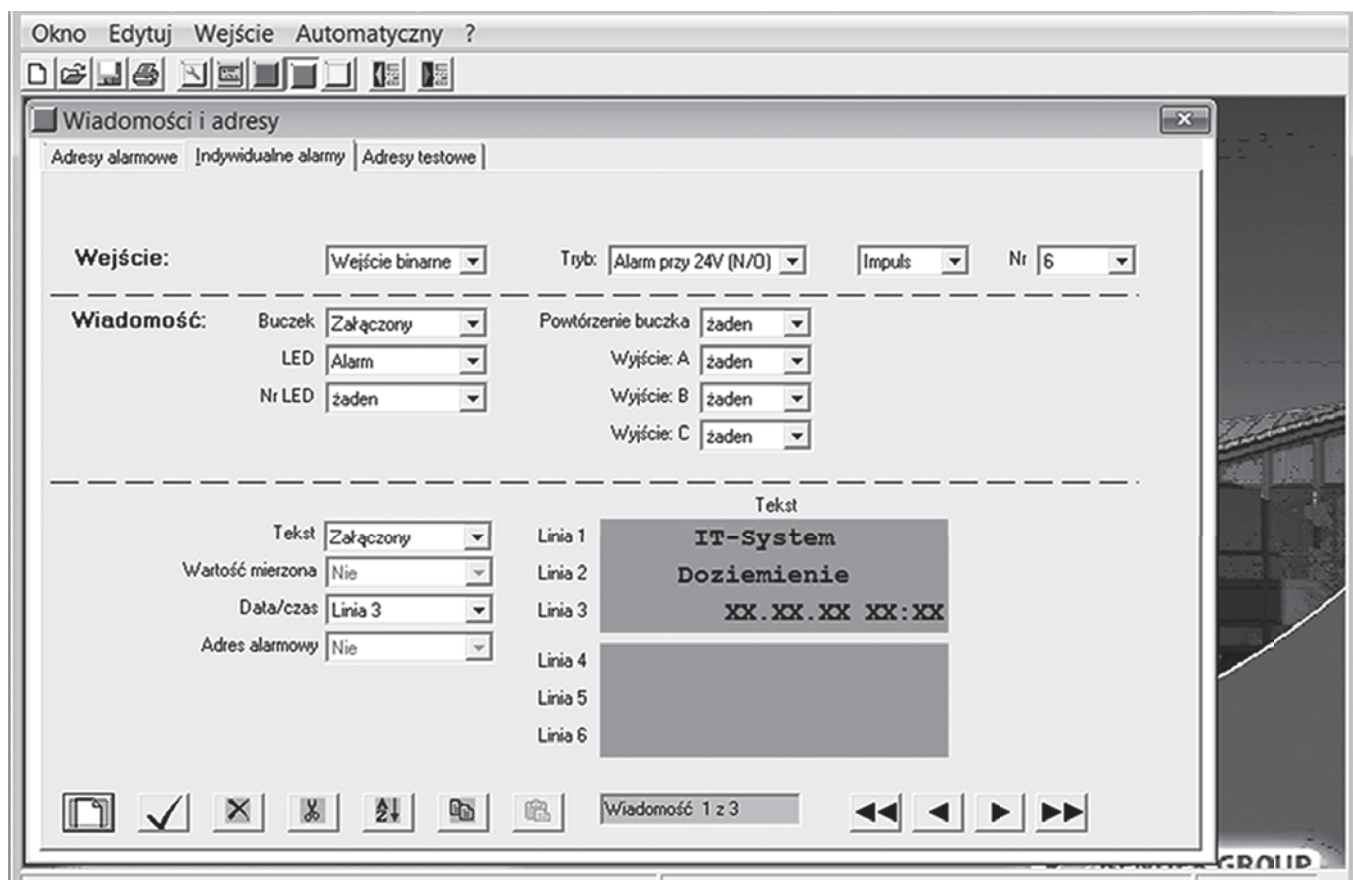 Okno Edytuj Wejście Automatyczny ?
Wiadomości i adresy
Adresy alarmowe Indywidualne alarmy Adresy testowe
Wejście: Wejście binarne Tryb: Alarm przy 24V (N/O) Impuls Nr 6
Wiadomość: Buczek Załączony Powtórzenie buczka żaden
LED Alarm Wyjście: A żaden
Nr LED żaden Wyjście: B żaden
Wyjście: C żaden
Tekst
Tekst Załączony Linia 1 IT-System
Wartość mierzona Nie Linia 2 Doziemienie
Data/czas Linia 3 Linia 3 XX.XX.XX XX:XX
Adres alarmowy Nie Linia 4
Linia 5
Linia 6
Wiadomość 1 z 3
GROUP